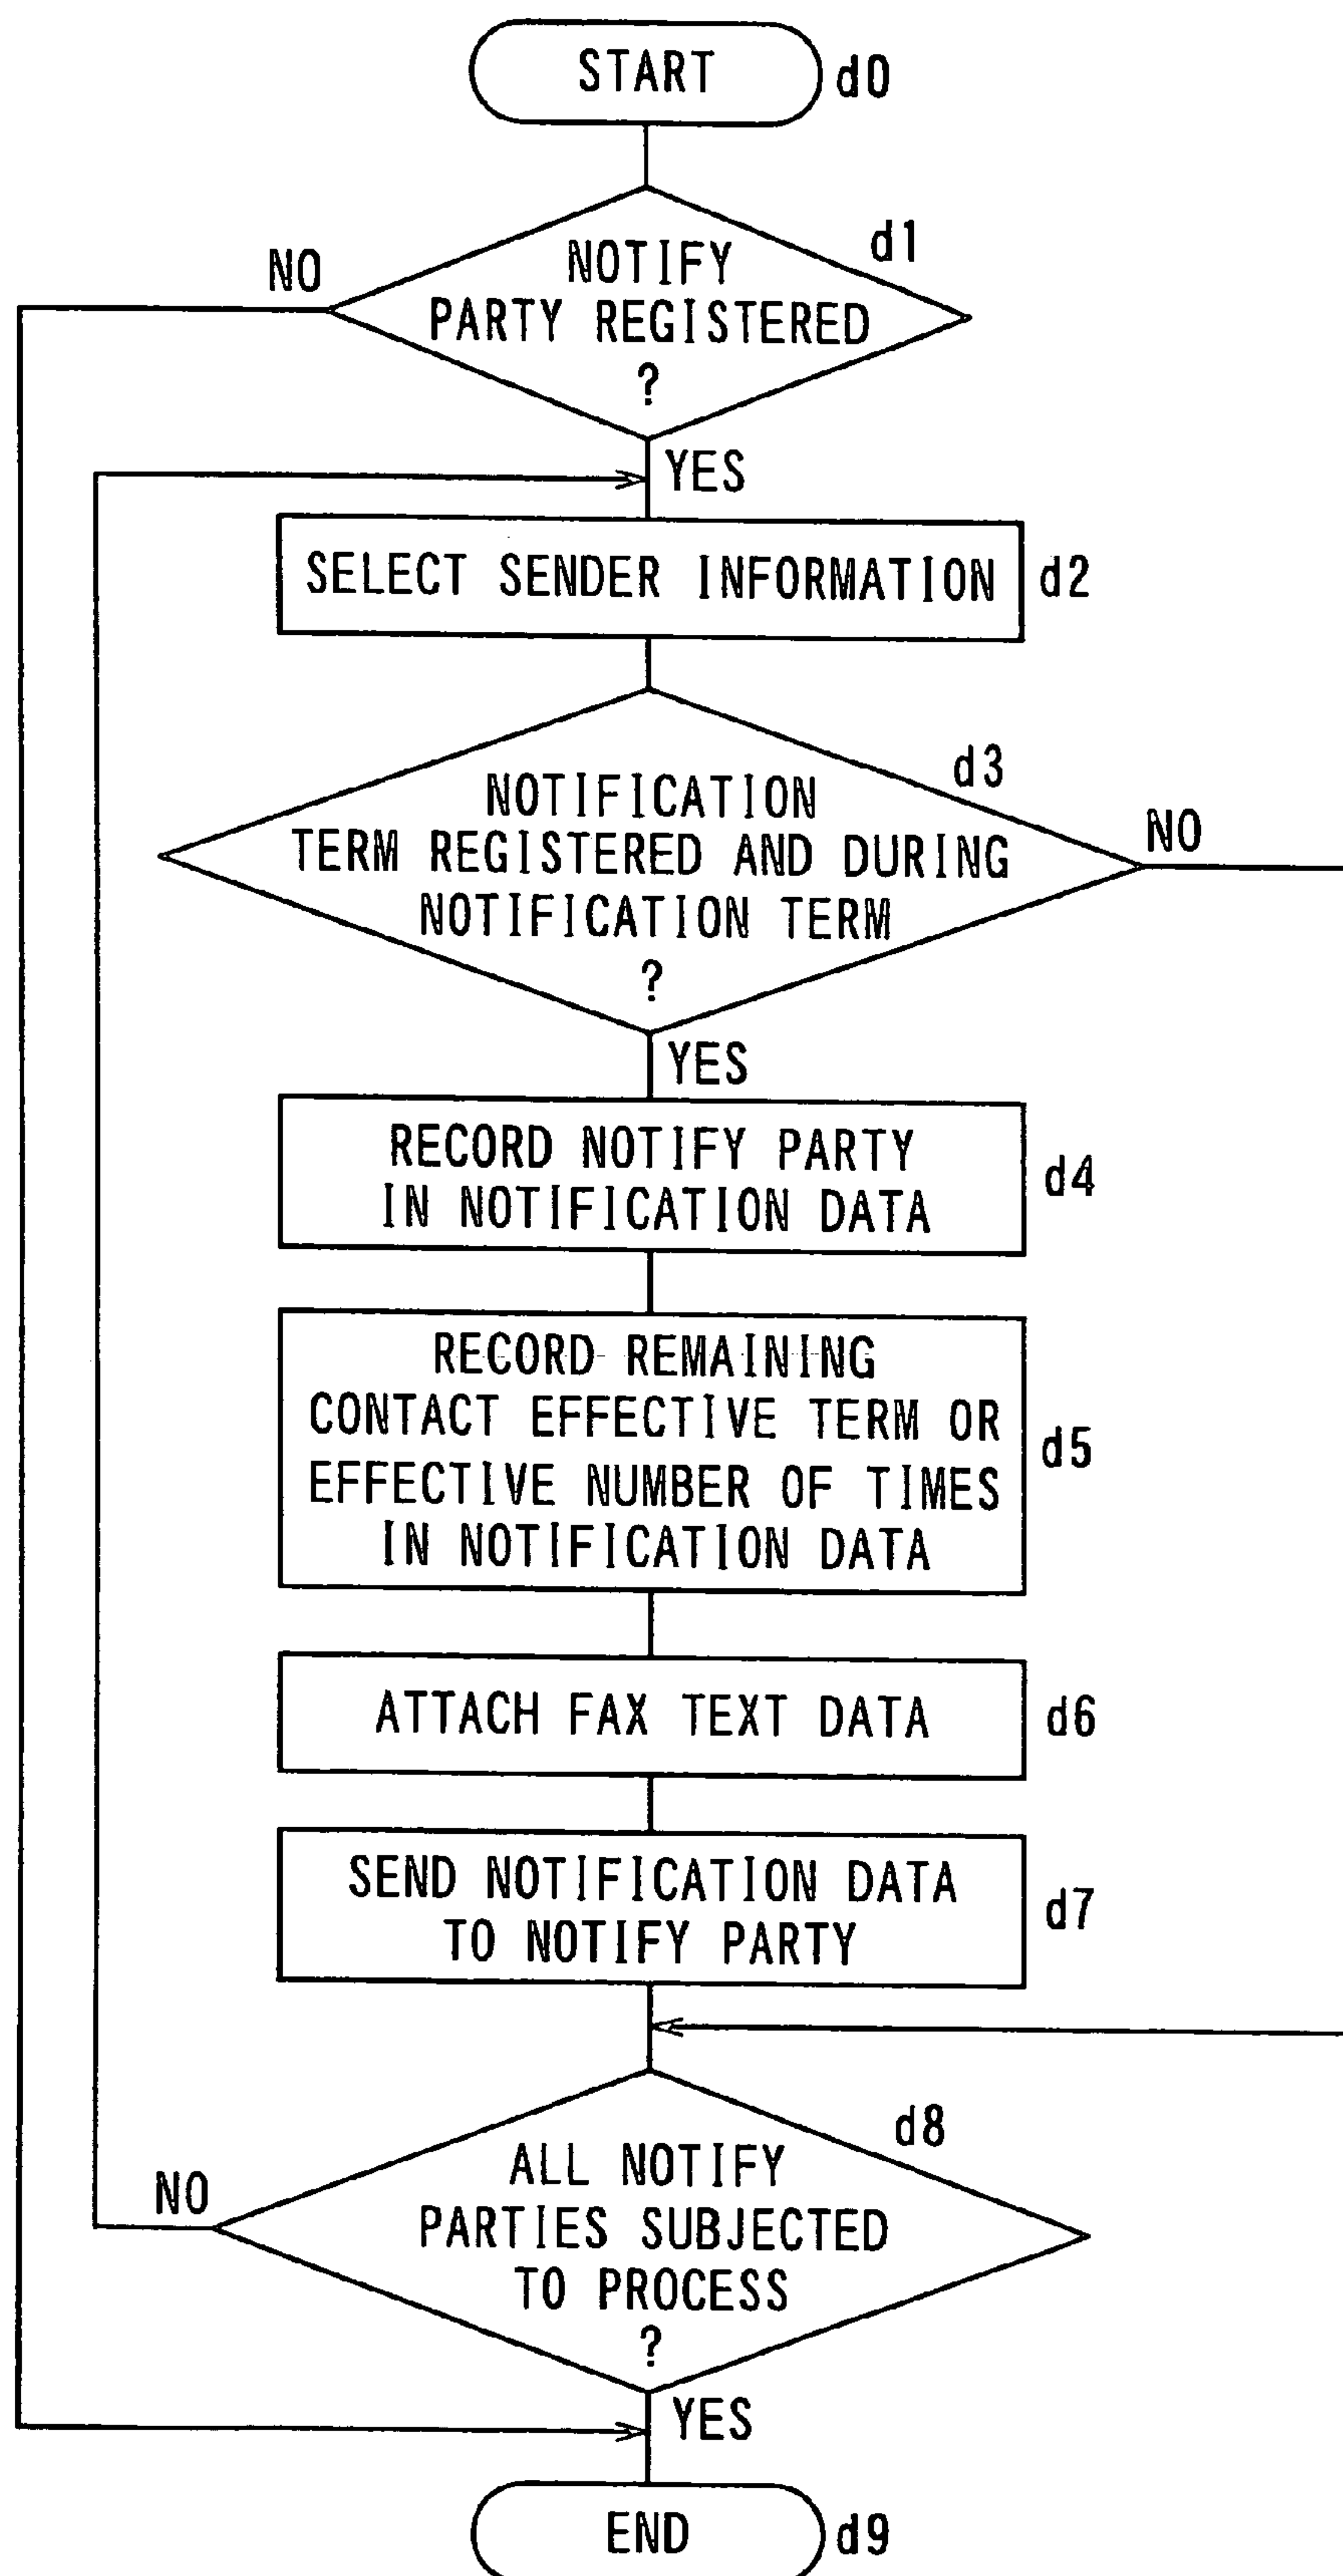 START d0
d1
NO
NOTIFY
PARTY REGISTERED
?
YES
SELECT SENDER INFORMATION d2
d3
NOTIFICATION
NO
TERM REGISTERED AND DURING
NOTIFICATION TERM
?
YES
RECORD NOTIFY PARTY
IN NOTIFICATION DATA
d4
RECORD REMAINING
CONTACT EFFECTIVE TERM OR
EFFECTIVE NUMBER OF TIMES
IN NOTIFICATION DATA
d5
ATTACH FAX TEXT DATA d6
SEND NOTIFICATION DATA
TO NOTIFY PARTY
d7
d8
ALL NOTIFY
NO
PARTIES SUBJECTED
TO PROCESS
?
YES
END d9